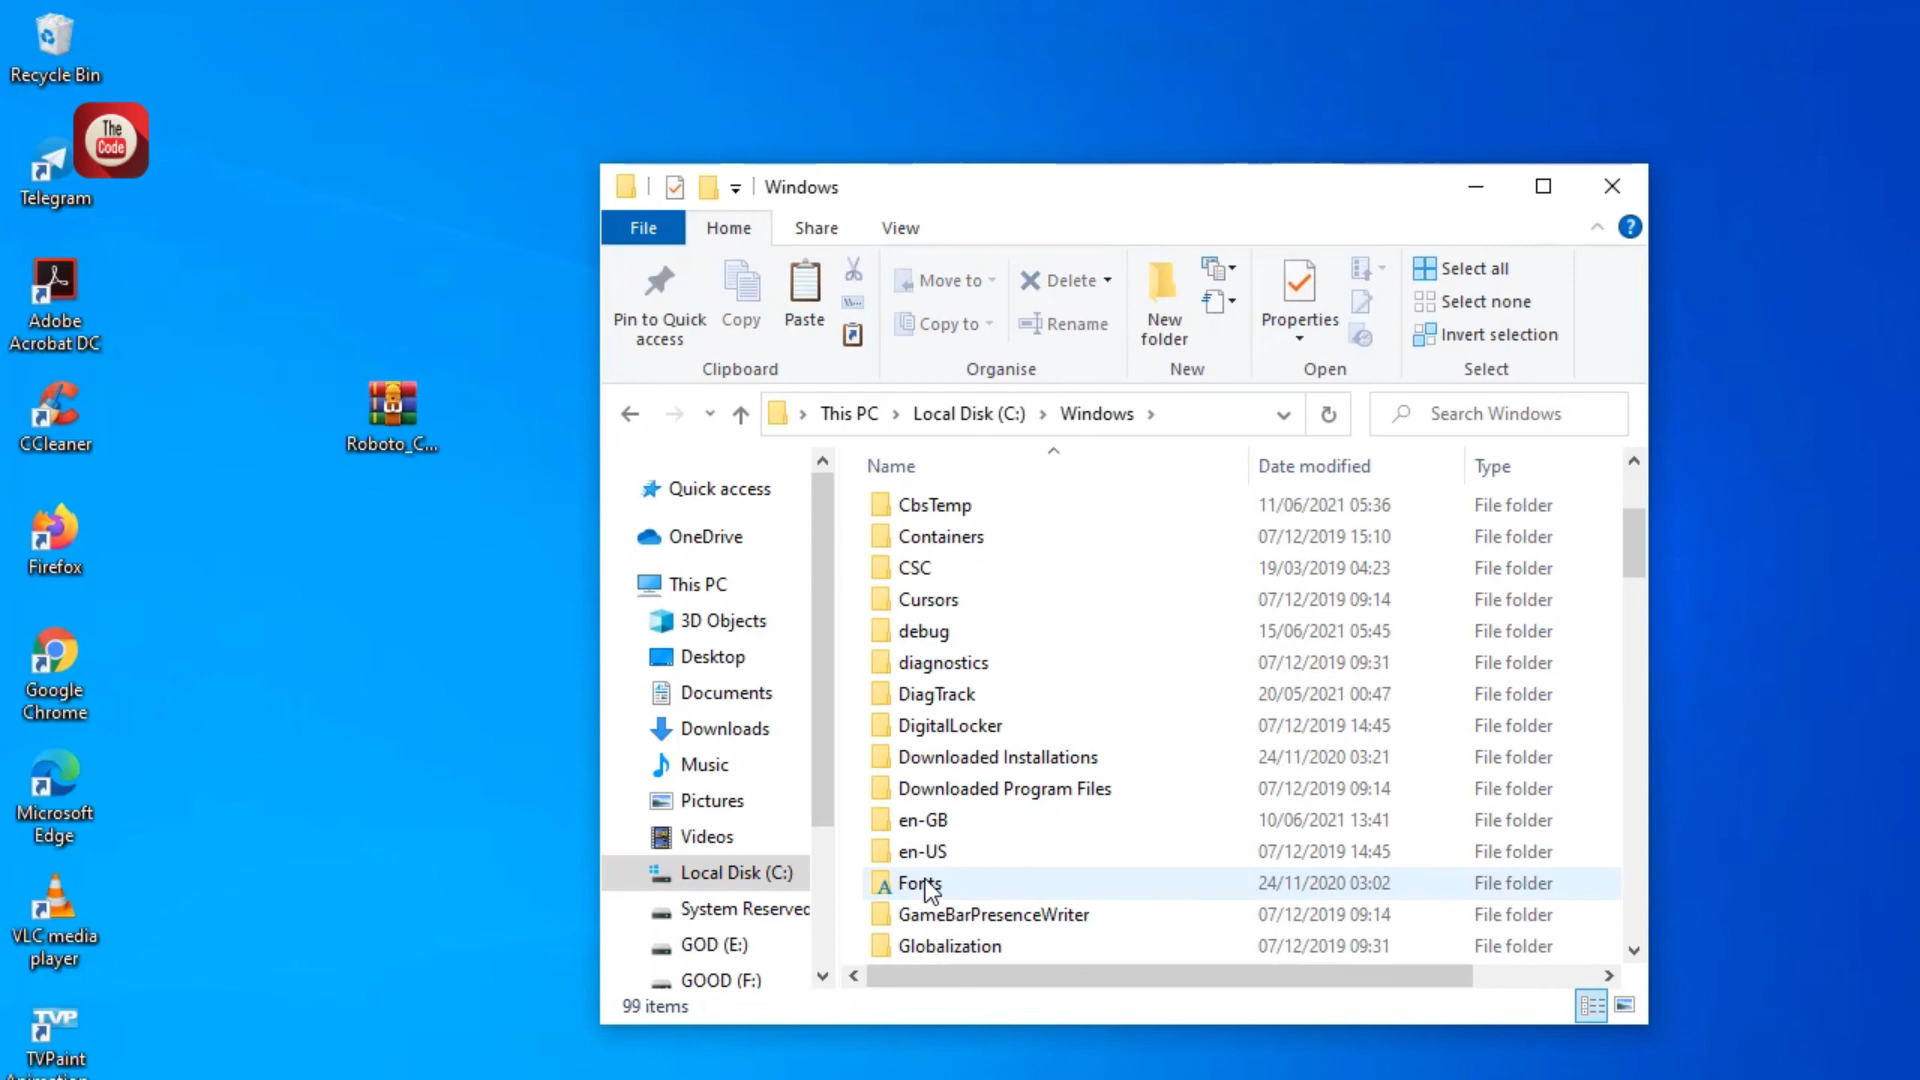 Recycle Bin
The
Code
Telegram
Adobe
Acrobat DC
CCleaner
Roboto_C...
Firefox
Google
Chrome
Microsoft
Edge
VLC media
player
TVP
TVPaint
Windows
File Home Share View
Pin to Quick
access
Copy
Paste
Move to
Copy to
Delete
Rename
New
folder
Properties
Select all
Select none
Invert selection
Clipboard Organise New Open Select
This PC Local Disk (C:) Windows
Search Windows
Quick access
OneDrive
This PC
3D Objects
Desktop
Documents
Downloads
Music
Pictures
Videos
Local Disk (C:)
System Reserved
GOD (E:)
GOOD (F:)
Name Date modified Type
CbsTemp 11/06/2021 05:36 File folder
Containers 07/12/2019 15:10 File folder
CSC 19/03/2019 04:23 File folder
Cursors 07/12/2019 09:14 File folder
debug 15/06/2021 05:45 File folder
diagnostics 07/12/2019 09:31 File folder
DiagTrack 20/05/2021 00:47 File folder
DigitalLocker 07/12/2019 14:45 File folder
Downloaded Installations 24/11/2020 03:21 File folder
Downloaded Program Files 07/12/2019 09:14 File folder
en-GB 10/06/2021 13:41 File folder
en-US 07/12/2019 14:45 File folder
Fonts 24/11/2020 03:02 File folder
GameBarPresenceWriter 07/12/2019 09:14 File folder
Globalization 07/12/2019 09:31 File folder
99 items